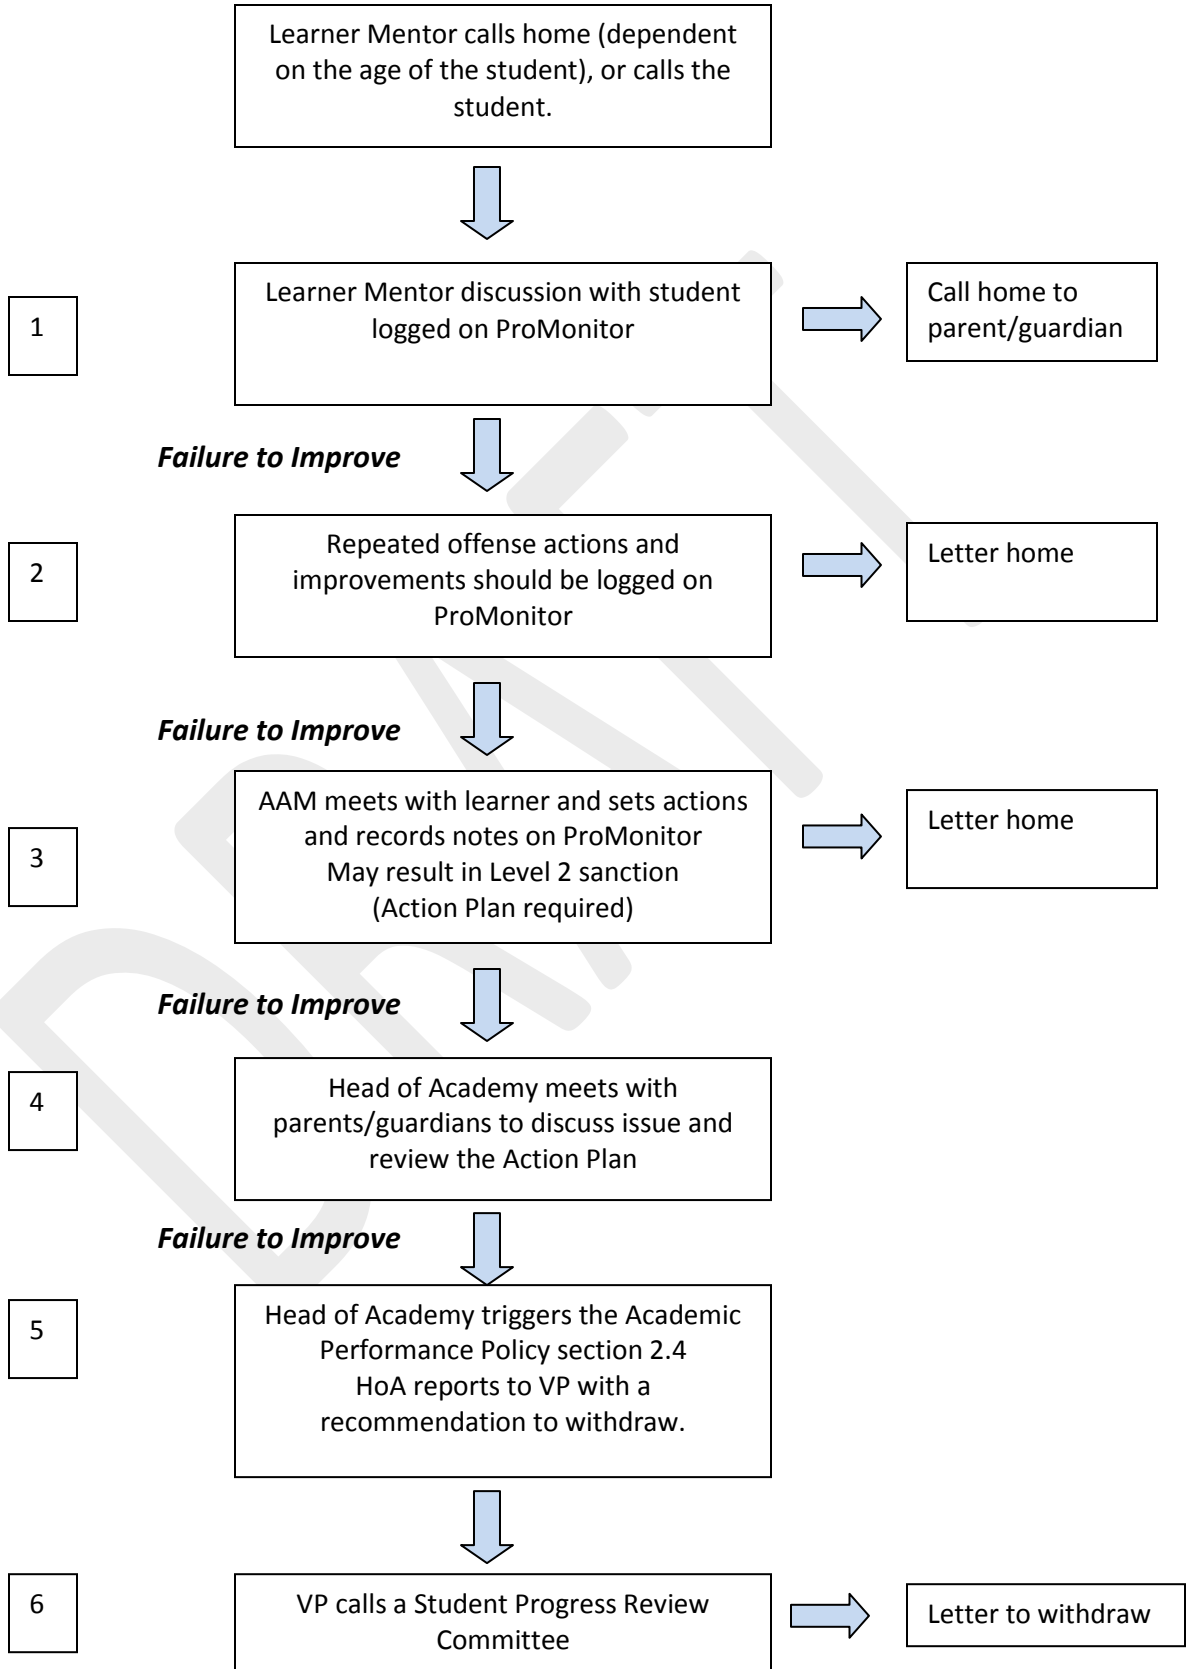 Learner Mentor calls home (dependent
on the age of the student), or calls the
student.
1
Learner Mentor discussion with student
logged on ProMonitor
Call home to
parent/guardian
Failure to Improve
2
Repeated offense actions and
improvements should be logged on
ProMonitor
Letter home
Failure to Improve
3
AAM meets with learner and sets actions
and records notes on ProMonitor
May result in Level 2 sanction
(Action Plan required)
Letter home
Failure to Improve
4
Head of Academy meets with
parents/guardians to discuss issue and
review the Action Plan
Failure to Improve
5
Head of Academy triggers the Academic
Performance Policy section 2.4
HoA reports to VP with a
recommendation to withdraw.
6
VP calls a Student Progress Review
Committee
Letter to withdraw
DRAFT